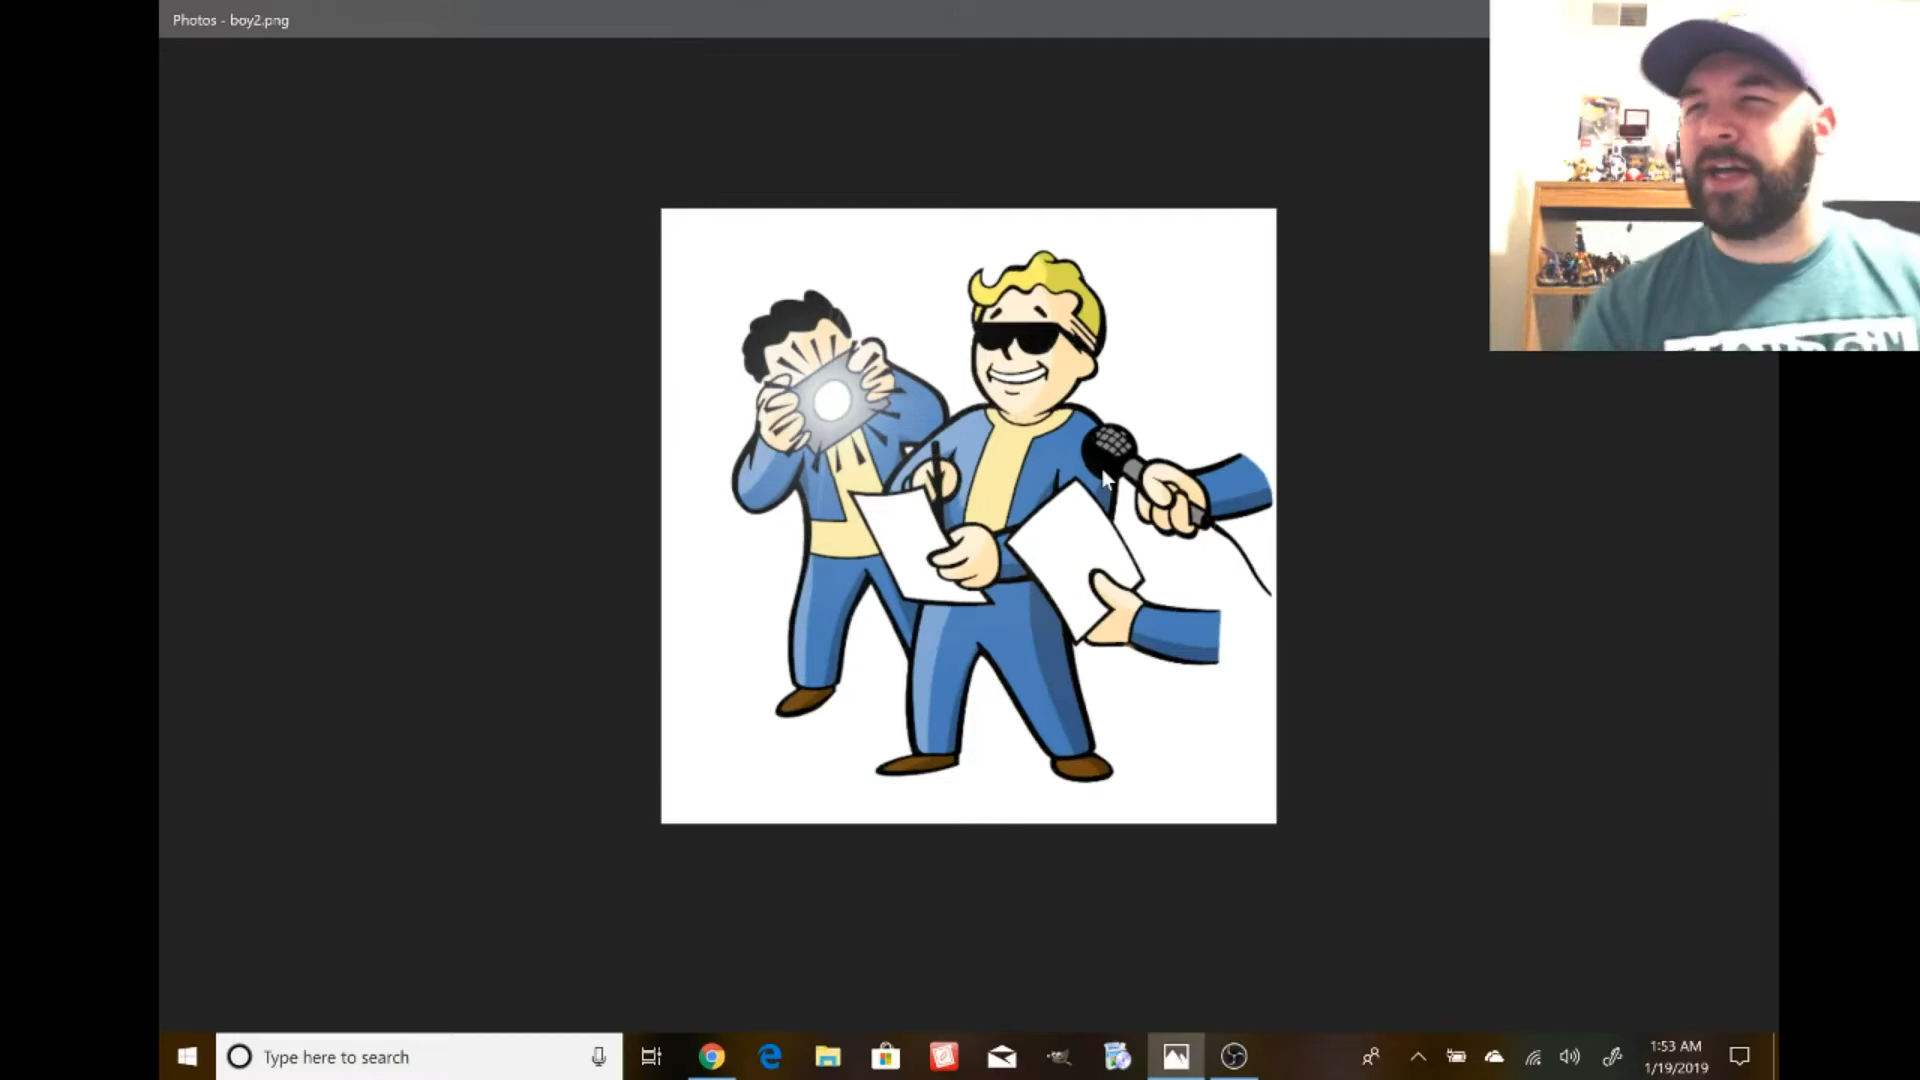 Photos - boy2.png
Type here to search
1:53 AM
1/19/2019